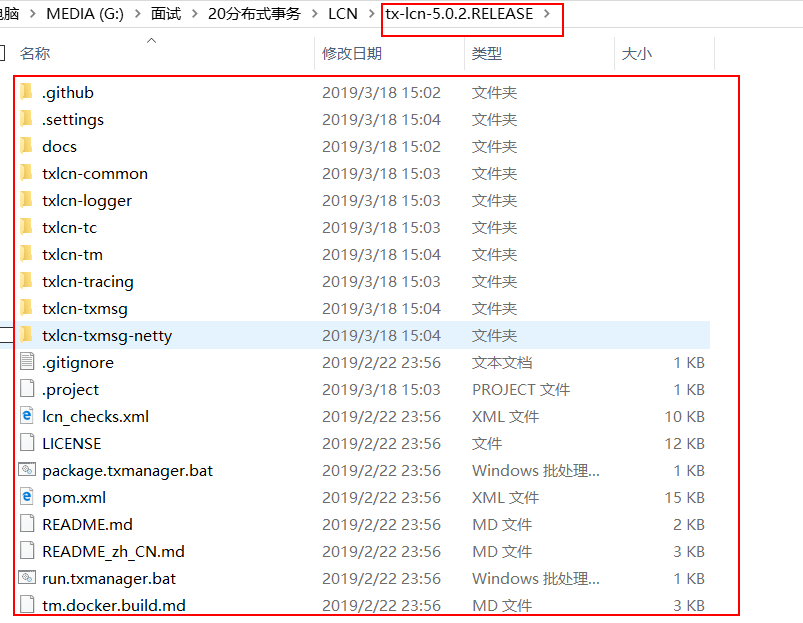 电脑 > MEDIA (G:) > 面试 > 20分布式事务 > LCN > tx-lcn-5.0.2.RELEASE >
名称 修改日期 类型 大小
.github 2019/3/18 15:02 文件夹
.settings 2019/3/18 15:04 文件夹
docs 2019/3/18 15:02 文件夹
txlcn-common 2019/3/18 15:03 文件夹
txlcn-logger 2019/3/18 15:03 文件夹
txlcn-tc 2019/3/18 15:03 文件夹
txlcn-tm 2019/3/18 15:04 文件夹
txlcn-tracing 2019/3/18 15:03 文件夹
txlcn-txmsg 2019/3/18 15:04 文件夹
txlcn-txmsg-netty 2019/3/18 15:04 文件夹
.gitignore 2019/2/22 23:56 文本文档 1 KB
.project 2019/3/18 15:03 PROJECT 文件 1 KB
lcn_checks.xml 2019/2/22 23:56 XML 文件 10 KB
LICENSE 2019/2/22 23:56 文件 12 KB
package.txmanager.bat 2019/2/22 23:56 Windows 批处理... 1 KB
pom.xml 2019/2/22 23:56 XML 文件 15 KB
README.md 2019/2/22 23:56 MD 文件 2 KB
README_zh_CN.md 2019/2/22 23:56 MD 文件 3 KB
run.txmanager.bat 2019/2/22 23:56 Windows 批处理... 1 KB
tm.docker.build.md 2019/2/22 23:56 MD 文件 3 KB